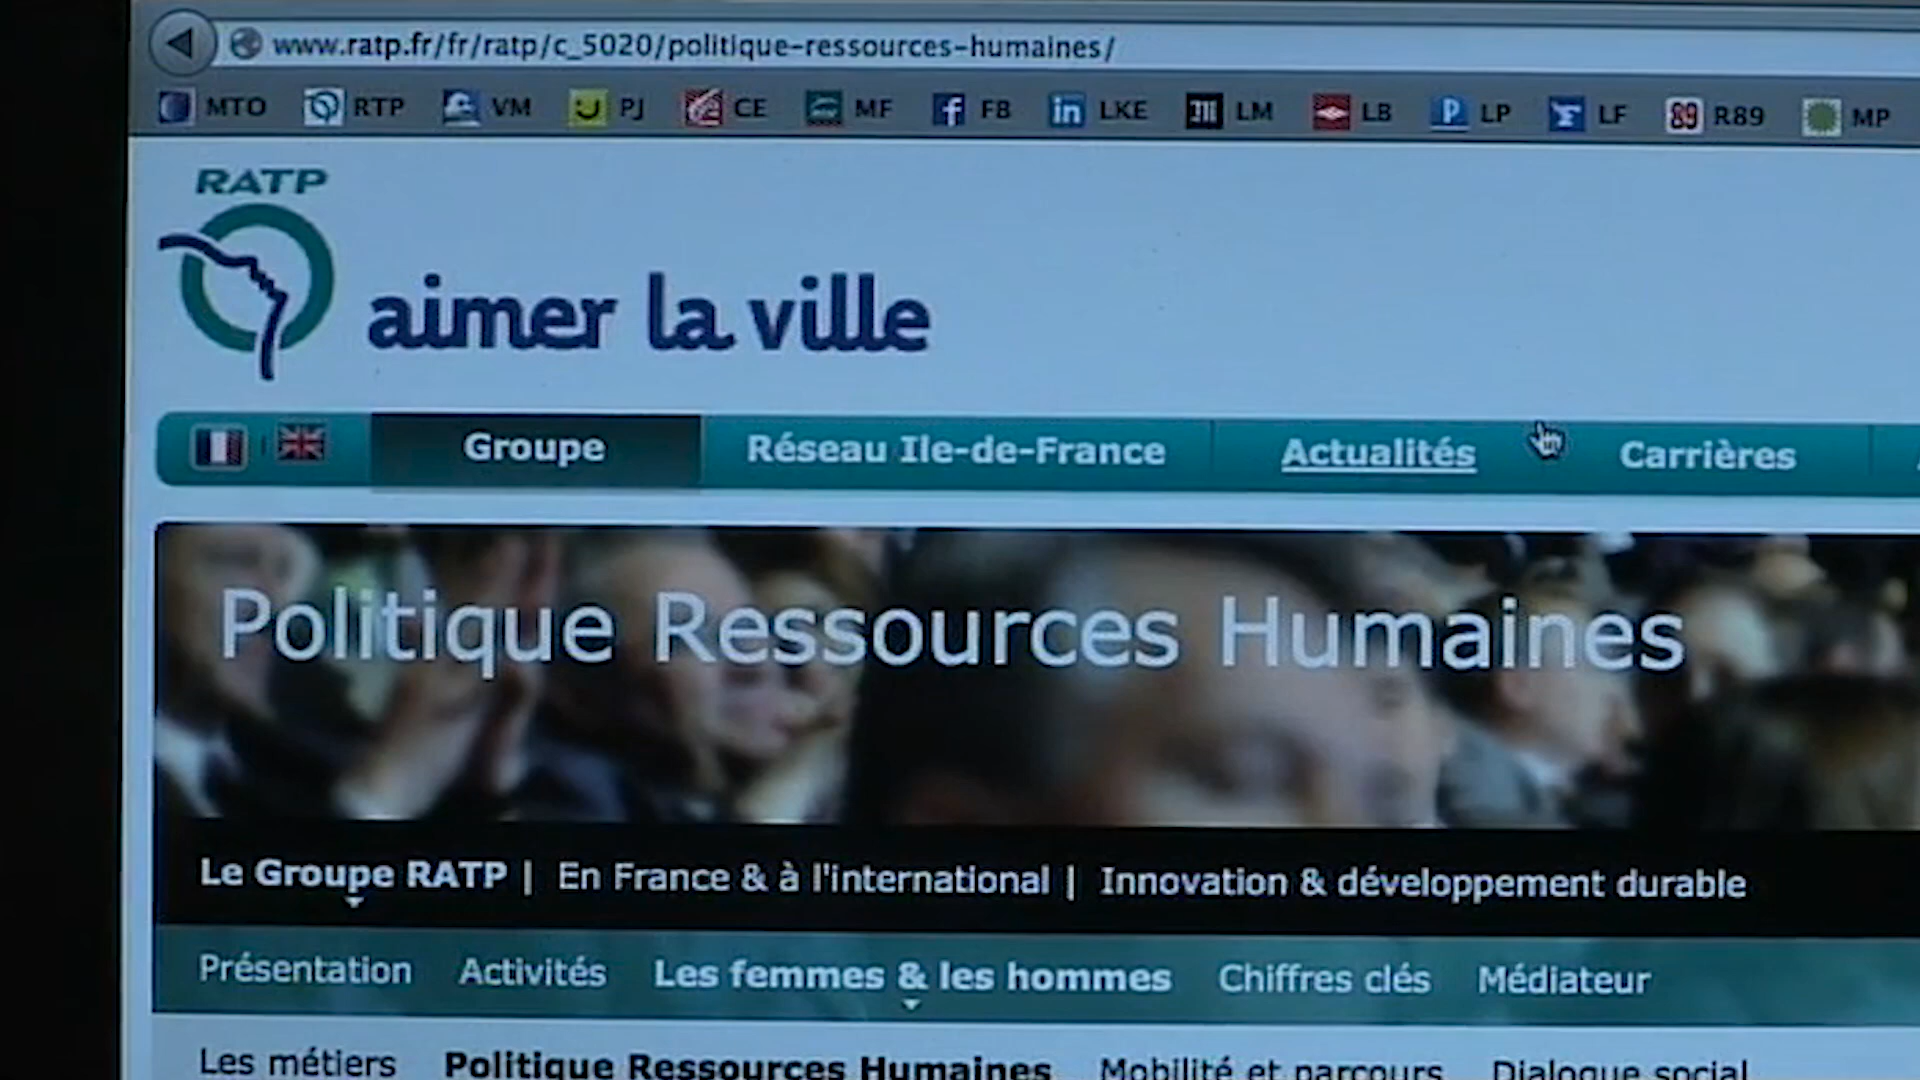 www.ratp.fr/fr/ratp/c_5020/politique-ressources-humaines/
MTO RTP VM PJ CE MF FB in LKE LM LB P LP LF 89 R89 MP
RATP
aimer la ville
Groupe Réseau Ile-de-France Actualités Carrières
Politique Ressources Humaines
Le Groupe RATP | En France & à l'international | Innovation & développement durable
Présentation Activités Les femmes & les hommes Chiffres clés Médiateur
Les métiers Politique Ressources Humaines Mobilité et parcours Dialogue social